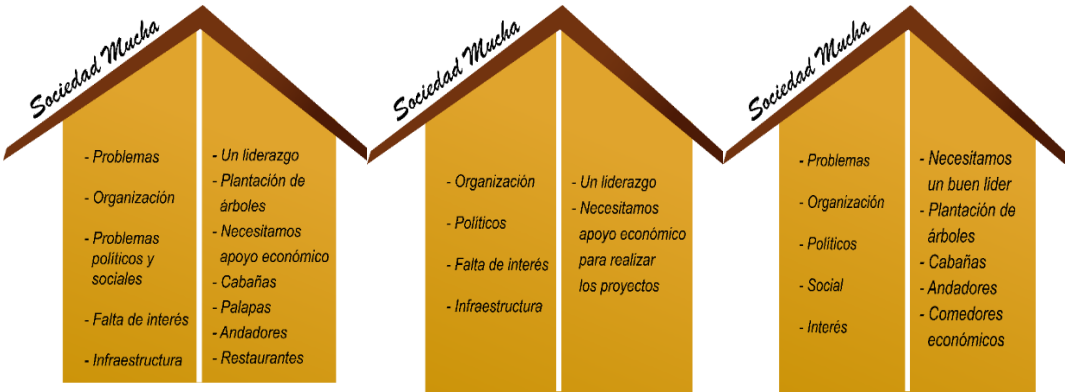 Sociedad Mucha
- Problemas
- Organización
- Problemas
políticos y
sociales
- Falta de interés
- Infraestructura
- Un liderazgo
- Plantación de
árboles
- Necesitamos
apoyo económico
- Cabañas
- Palapas
- Andadores
- Restaurantes
Sociedad Mucha
- Organización
- Políticos
- Falta de interés
- Infraestructura
- Un liderazgo
- Necesitamos
apoyo económico
para realizar
los proyectos
Sociedad Mucha
- Problemas
- Organización
- Políticos
- Social
- Interés
- Necesitamos
un buen lider
- Plantación de
árboles
- Cabañas
- Andadores
- Comedores
económicos